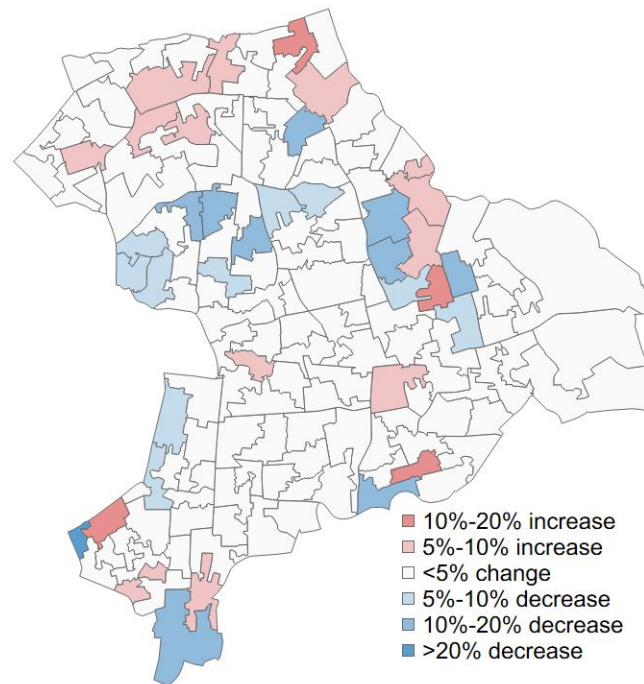 10%-20% increase
5%-10% increase
<5% change
5%-10% decrease
10%-20% decrease
>20% decrease